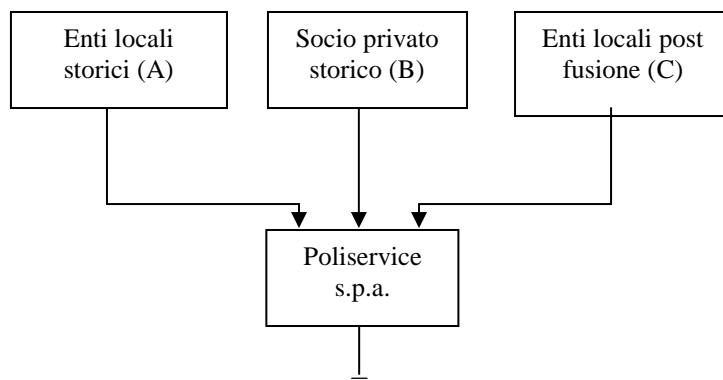 Enti locali
storici (A)
Socio privato
storico (B)
Enti locali post
fusione (C)
Poliservice
s.p.a.